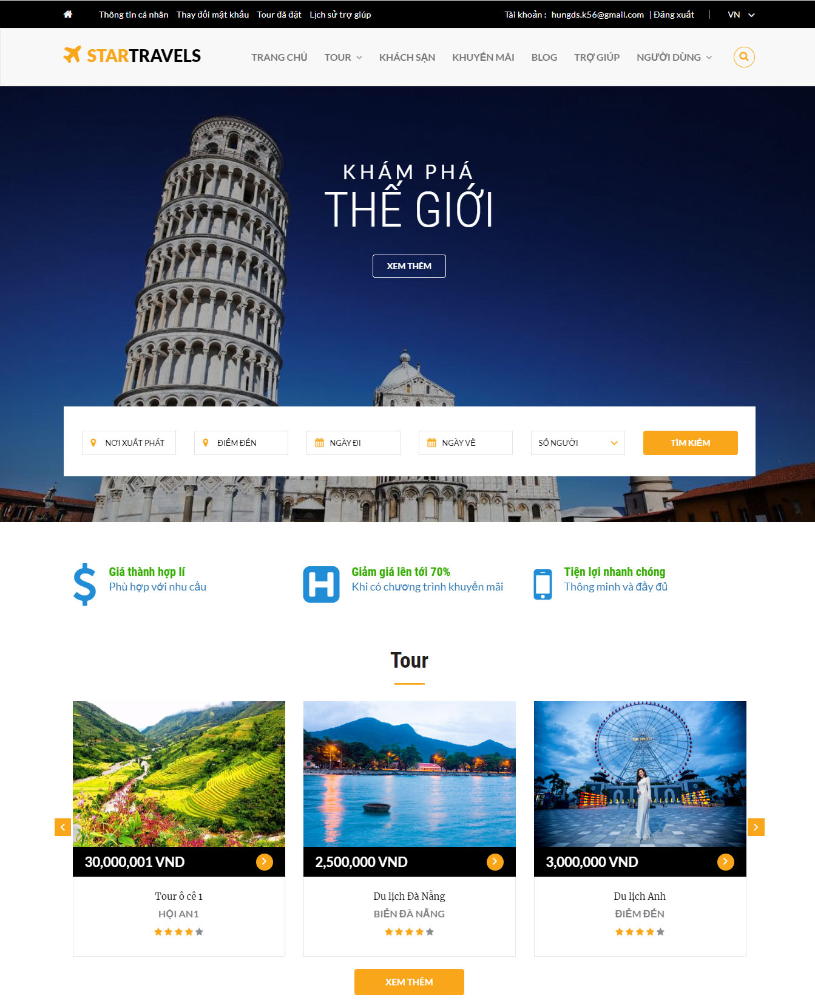 Thông tin cá nhân Thay đổi mật khẩu Tour đã đặt Lịch sử trợ giúp Tài khoản : hungds.k56@gmail.com | Đăng xuất | VN
STARTRAVELS TRANG CHỦ TOUR KHÁCH SẠN KHUYẾN MÃI BLOG TRỢ GIÚP NGƯỜI DÙNG
KHÁM PHÁ
THẾ GIỚI
XEM THÊM
NƠI XUẤT PHÁT ĐIỂM ĐẾN NGÀY ĐI NGÀY VỀ SỐ NGƯỜI TÌM KIẾM
Giá thành hợp lí
Phù hợp với nhu cầu
H
Giảm giá lên tới 70%
Khi có chương trình khuyến mãi
Tiện lợi nhanh chóng
Thông minh và đầy đủ
Tour
SUN WHEEL
30,000,001 VND 2,500,000 VND 3,000,000 VND
Tour ô cê 1 Du lịch Đà Nẵng Du lịch Anh
HỘI AN1 BIỂN ĐÀ NẴNG ĐIỂM ĐẾN
XEM THÊM